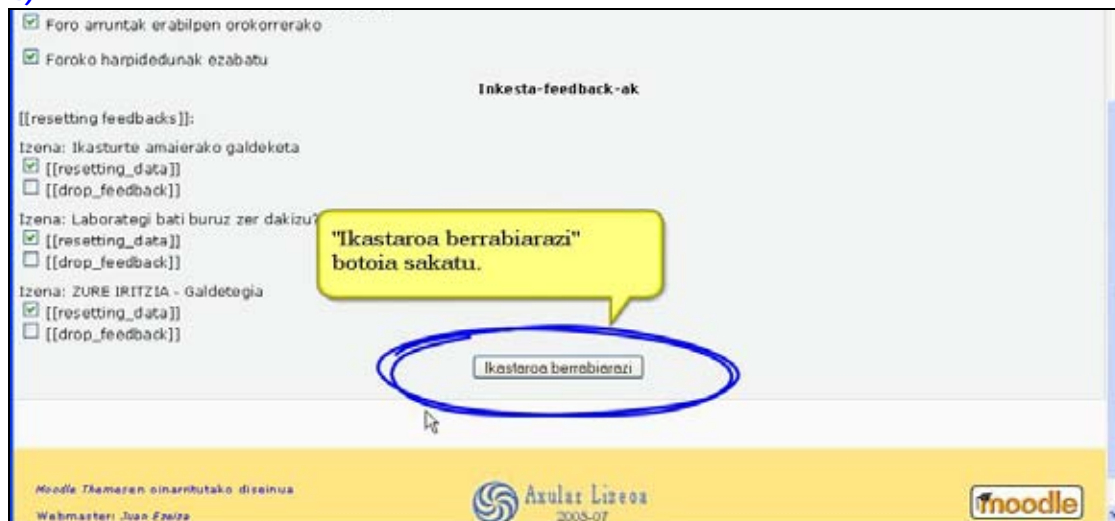 Foro arruntak erabilpen orokorrerako
Foroko harpidedunak ezabatu
Inkesta-feedback-ak
[[resetting feedbacks]]:
Izena: Ikasturte amaierako galdeketa
[[resetting_data]]
[[drop_feedback]]
Izena: Laborategi bati buruz zer dakizu?
[[resetting_data]]
[[drop_feedback]]
"Ikastaroa berrabiarazi"
botoia sakatu.
Izena: ZURE IRITZIA - Galdetegia
[[resetting_data]]
[[drop_feedback]]
Ikastaroa berrabiarazi
Moodle Themeren oinarritutako diseinua
Webmaster: Juan Ezeiza
Axular Lizeoa
2003-07
moodle